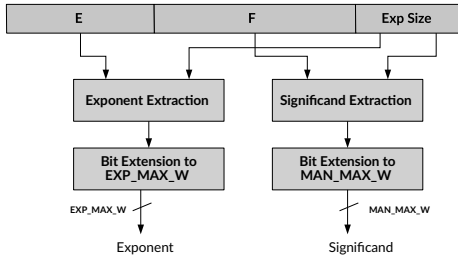 E F Exp Size
Exponent Extraction Significand Extraction
Bit Extension to Bit Extension to
EXP_MAX_W MAN_MAX_W
EXP_MAX_W MAN_MAX_W
Exponent Significand